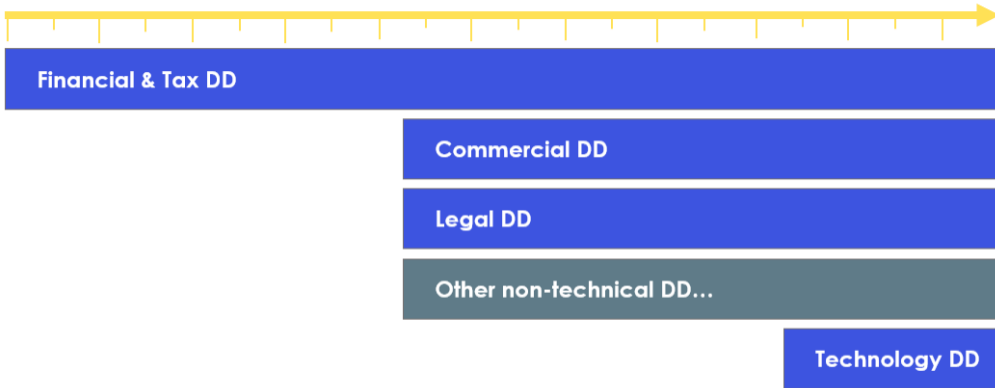 Financial & Tax DD
Commercial DD
Legal DD
Other non-technical DD...
Technology DD